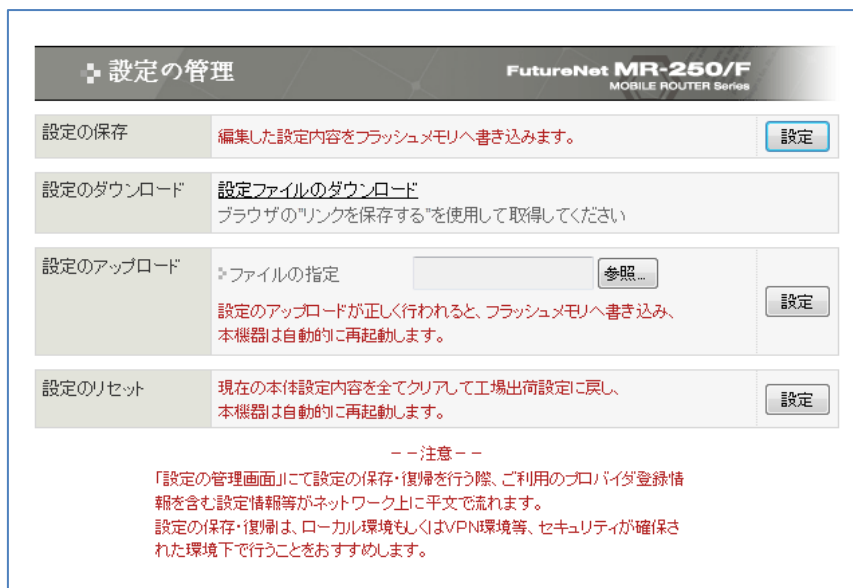 設定の管理
FutureNet MR-250/F
MOBILE ROUTER Series
設定の保存
編集した設定内容をフラッシュメモリへ書き込みます。
設定
設定のダウンロード
設定ファイルのダウンロード
ブラウザの"リンクを保存する"を使用して取得してください
設定のアップロード
ファイルの指定
参照...
設定のアップロードが正しく行われると、フラッシュメモリへ書き込み、
本機器は自動的に再起動します。
設定
設定のリセット
現在の本体設定内容を全てクリアして工場出荷設定に戻し、
本機器は自動的に再起動します。
設定
－－注意－－
「設定の管理画面」にて設定の保存・復帰を行う際、ご利用のプロバイダ登録情
報を含む設定情報等がネットワーク上に平文で流れます。
設定の保存・復帰は、ローカル環境もしくはVPN環境等、セキュリティが確保さ
れた環境下で行うことをおすすめします。